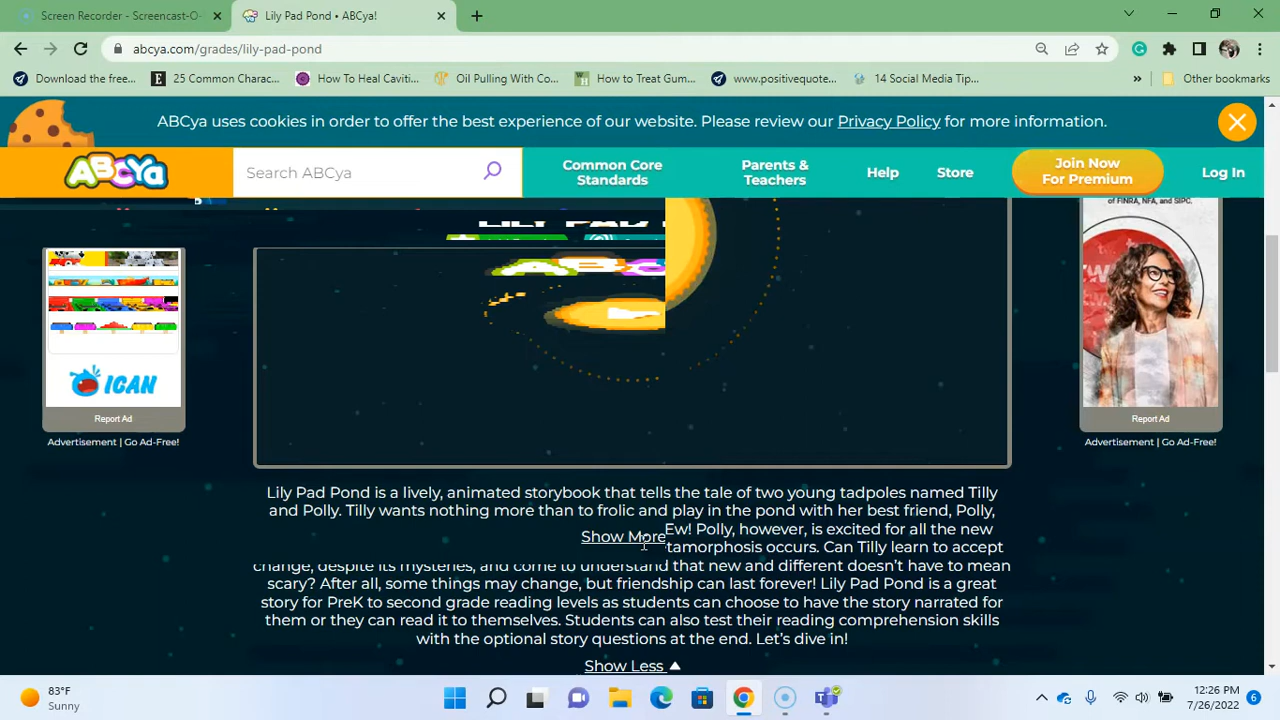 Screen Recorder - Screencast-O-
Lily Pad Pond • ABCya!
abcya.com/grades/lily-pad-pond
Download the free...
25 Common Charac...
How To Heal Caviti...
Oil Pulling With Co...
How to Treat Gum...
www.positivequote...
14 Social Media Tip...
Other bookmarks
ABCya uses cookies in order to offer the best experience of our website. Please review our Privacy Policy for more information.
ABCYa
Search ABCya
Common Core
Standards
Parents &
Teachers
Help
Store
Join Now
For Premium
Log In
of FINRA, NFA, and SIPC.
ICAN
Report Ad
Advertisement | Go Ad-Free!
Report Ad
Advertisement | Go Ad-Free!
Lily Pad Pond is a lively, animated storybook that tells the tale of two young tadpoles named Tilly
and Polly. Tilly wants nothing more than to frolic and play in the pond with her best friend, Polly,
Show More
Ew! Polly, however, is excited for all the new
tamorphosis occurs. Can Tilly learn to accept
change, despite its mysteries, and come to understand that new and different doesn't have to mean
scary? After all, some things may change, but friendship can last forever! Lily Pad Pond is a great
story for PreK to second grade reading levels as students can choose to have the story narrated for
them or they can read it to themselves. Students can also test their reading comprehension skills
with the optional story questions at the end. Let's dive in!
Show Less
83°F
Sunny
12:26 PM
7/26/2022
6